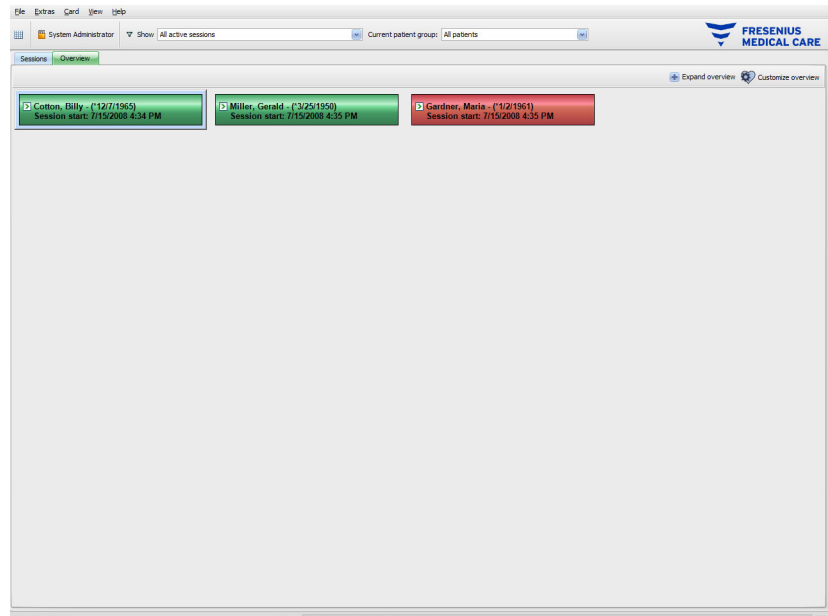 File Extras Card View Help
System Administrator Show All active sessions Current patient group: All patients
FRESENIUS
MEDICAL CARE
Sessions Overview
Expand overview Customize overview
Cotton, Billy - (*12/7/1965)
Session start: 7/15/2008 4:34 PM
Miller, Gerald - (*3/25/1950)
Session start: 7/15/2008 4:35 PM
Gardner, Maria - (*1/2/1961)
Session start: 7/15/2008 4:35 PM